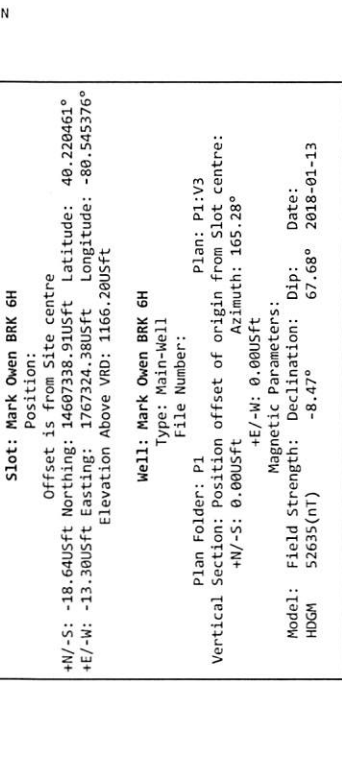 N
Slot: Mark Owen BRK 6H
Position:
Offset is from Site centre
+N/-S: -18.64USft Northing: 14607338.91USft Latitude: 40.220461°
+E/-W: -13.30USft Easting: 1767324.38USft Longitude: -80.545376°
Elevation Above VRD: 1166.20USft
Well: Mark Owen BRK 6H
Type: Main-Well
File Number:
Plan Folder: P1 Plan: P1:V3
Vertical Section: Position offset of origin from Slot centre:
+N/-S: 0.00USft Azimuth: 165.28°
+E/-W: 0.00USft
Magnetic Parameters:
Model: Field Strength: Declination: Dip: Date:
HDGM 52635(nT) -8.47° 67.68° 2018-01-13